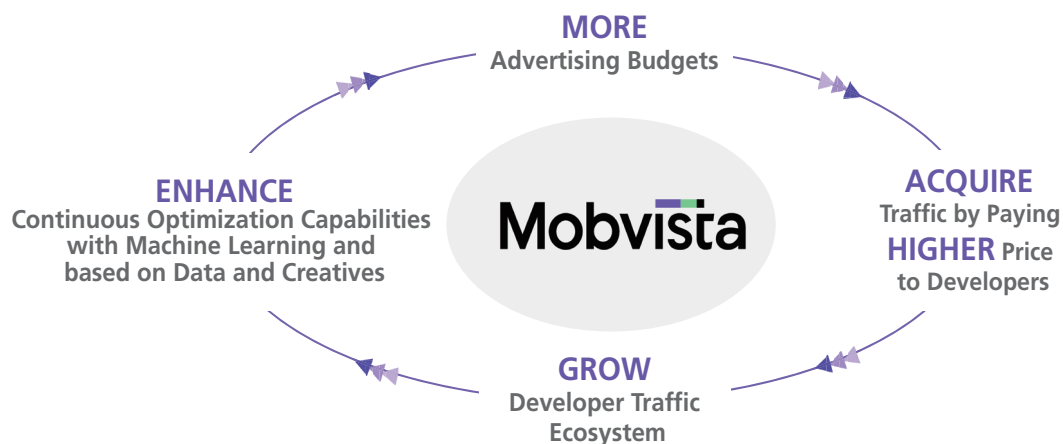 MORE
Advertising Budgets
ENHANCE
Continuous Optimization Capabilities
with Machine Learning and
based on Data and Creatives
Mobvista
ACQUIRE
Traffic by Paying
HIGHER Price
to Developers
GROW
Developer Traffic
Ecosystem